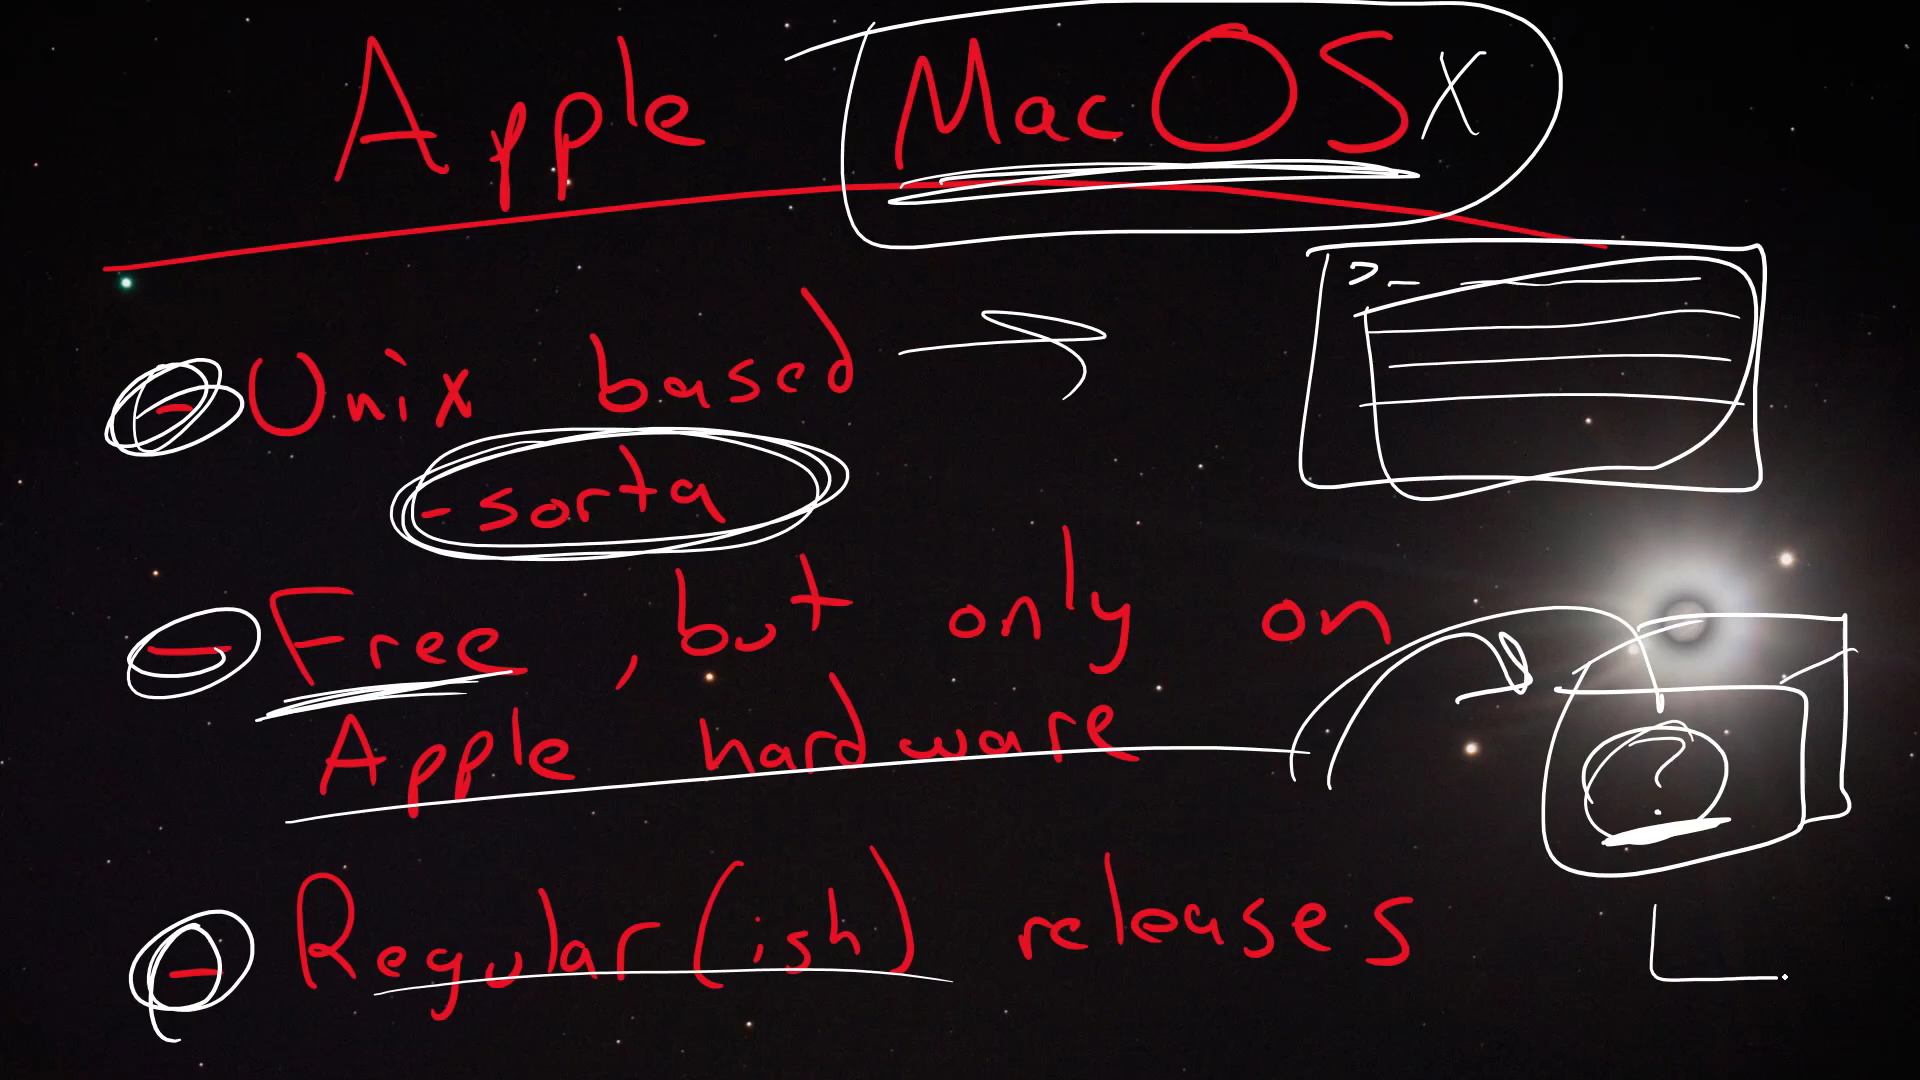 Apple MacOSX
>_
- Unix based
- sorta
- Free, but only on
Apple hardware
?
- Regular(ish) releases